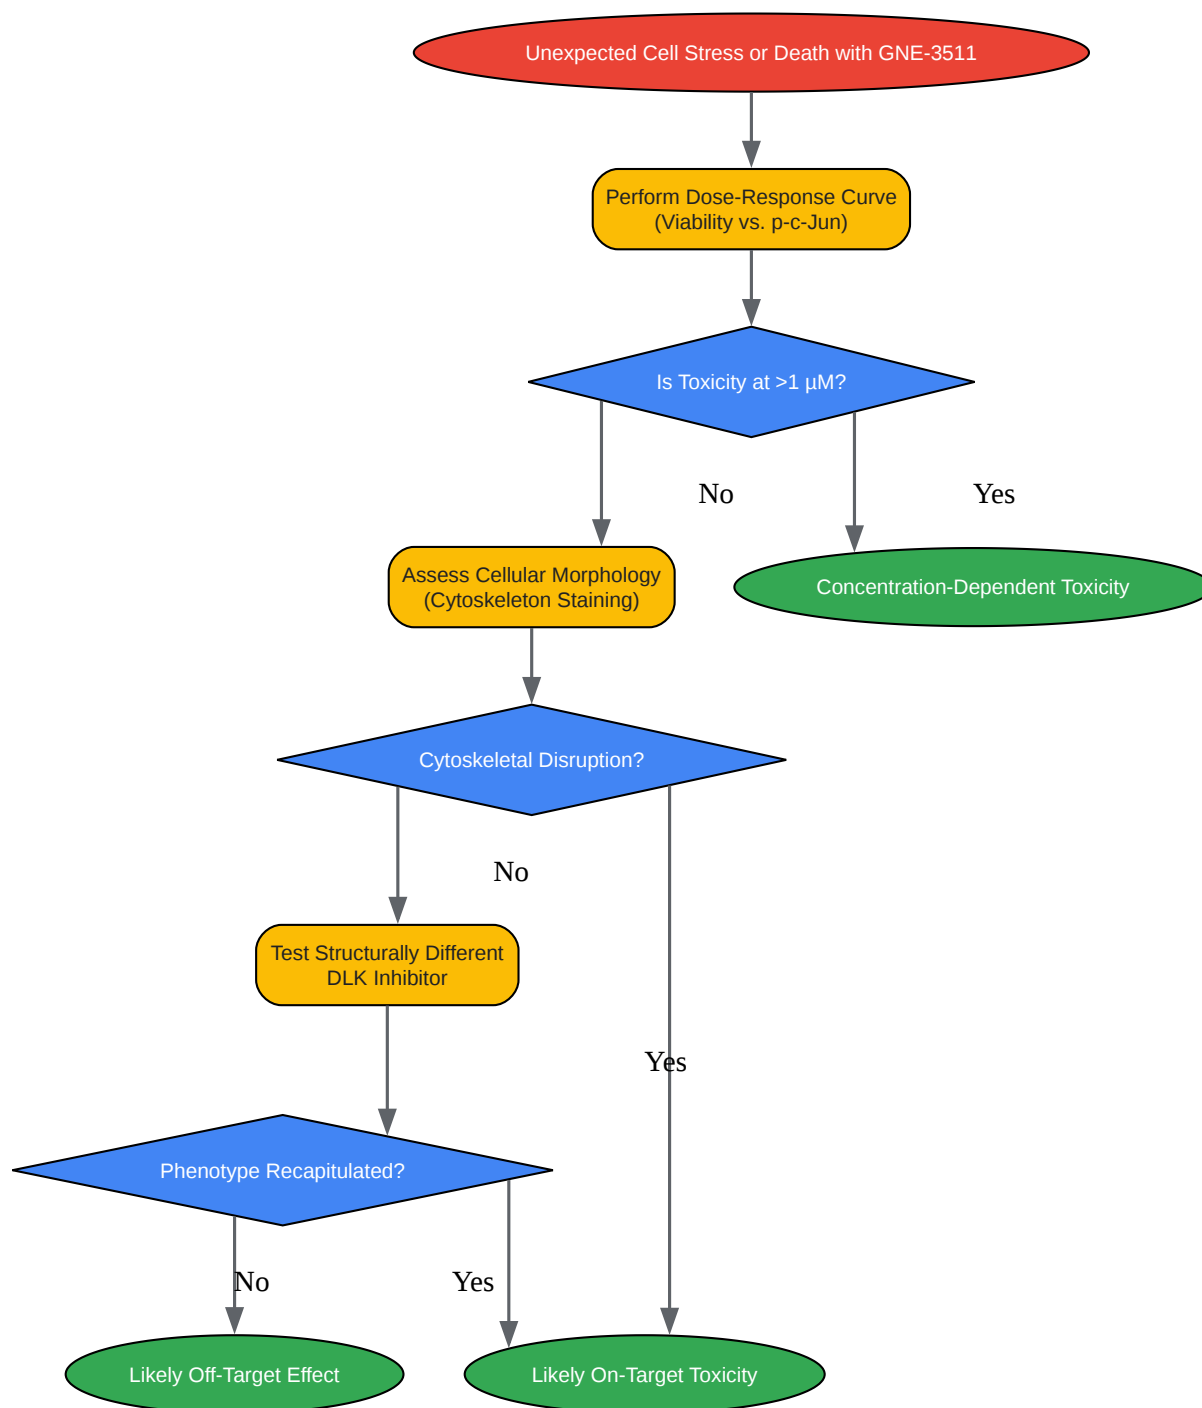 Unexpected Cell Stress or Death with GNE-3511
Perform Dose-Response Curve
(Viability vs. p-c-Jun)
Is Toxicity at >1 µM?
No
Yes
Assess Cellular Morphology
(Cytoskeleton Staining)
Concentration-Dependent Toxicity
Cytoskeletal Disruption?
No
Test Structurally Different
DLK Inhibitor
Yes
Phenotype Recapitulated?
No
Yes
Likely Off-Target Effect
Likely On-Target Toxicity